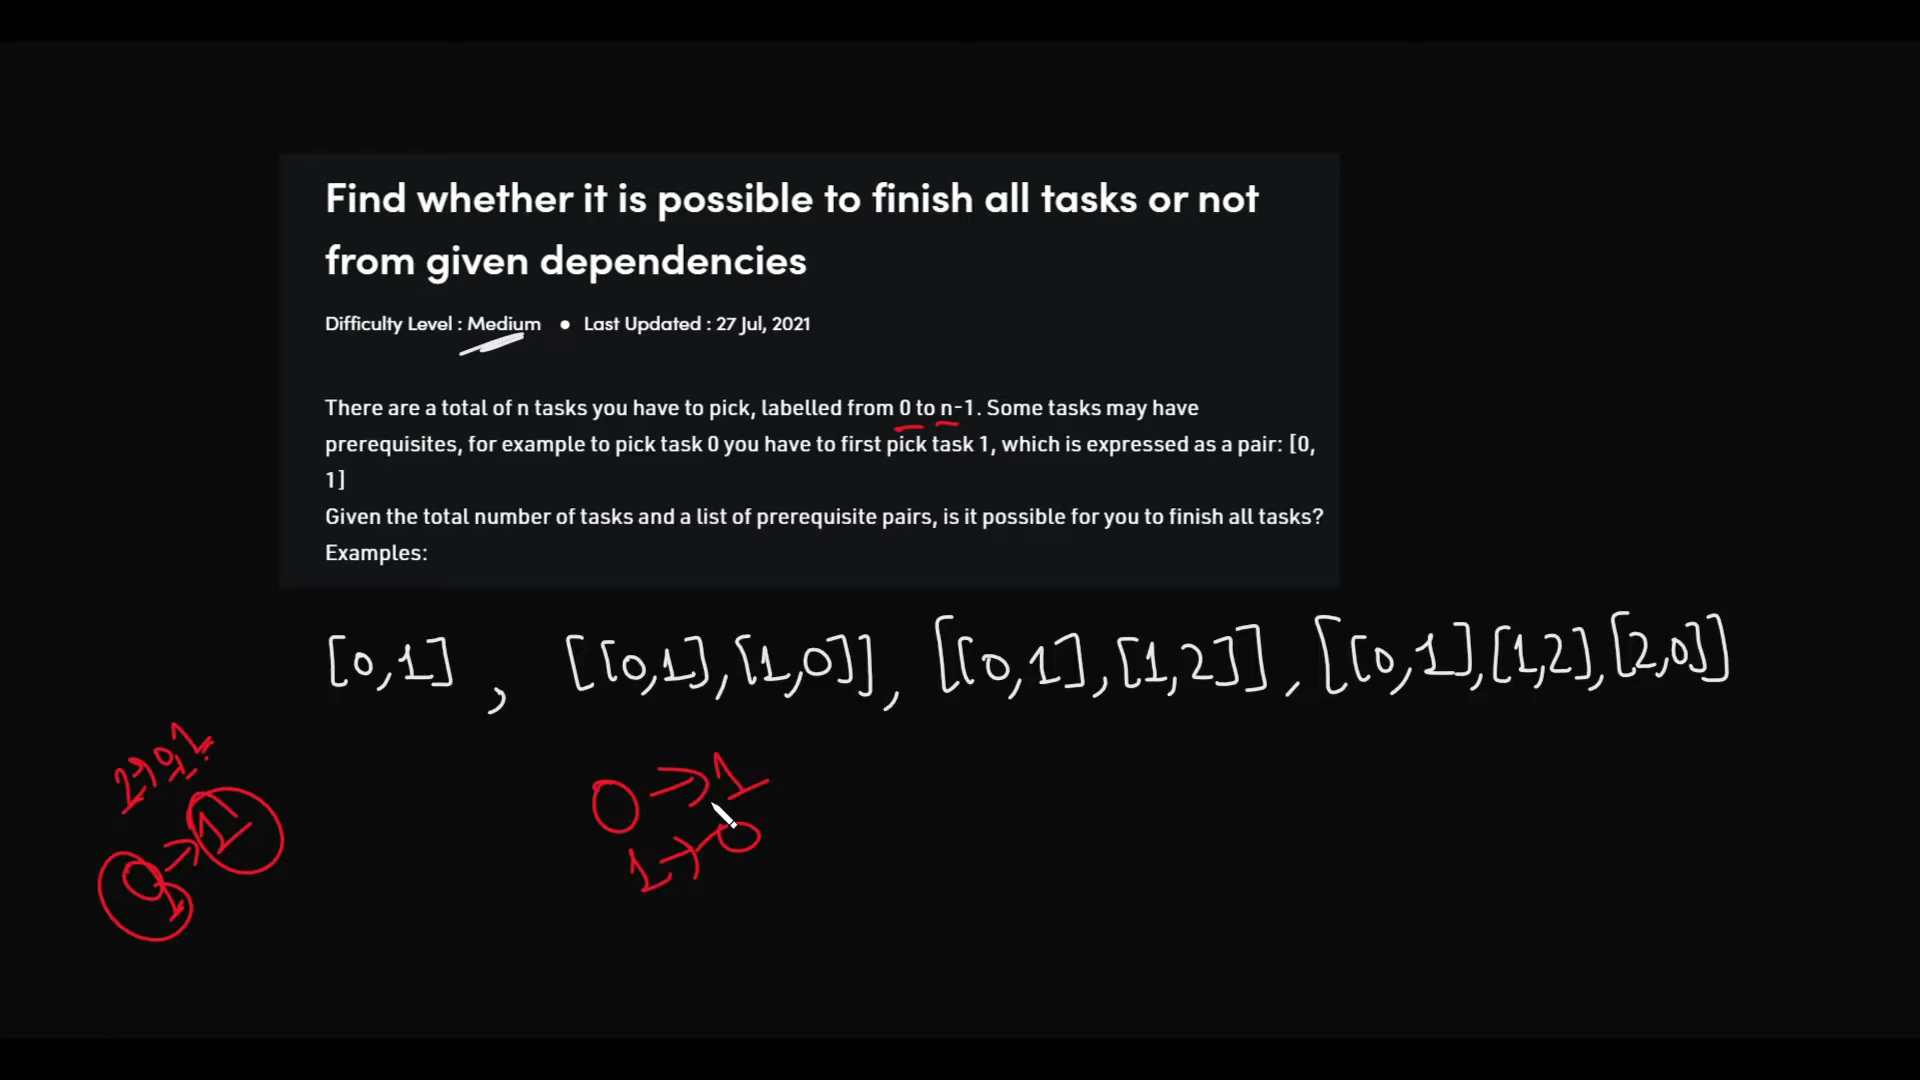 Find whether it is possible to finish all tasks or not
from given dependencies
Difficulty Level : Medium ● Last Updated : 27 Jul, 2021
There are a total of n tasks you have to pick, labelled from 0 to n-1. Some tasks may have
prerequisites, for example to pick task 0 you have to first pick task 1, which is expressed as a pair: [0,
1]
Given the total number of tasks and a list of prerequisite pairs, is it possible for you to finish all tasks?
Examples:
[0,1] , [[0,1],[1,0]], [[0,1],[1,2]], [[0,1],[1,2],[2,0]]
0→1
1→0
0→1